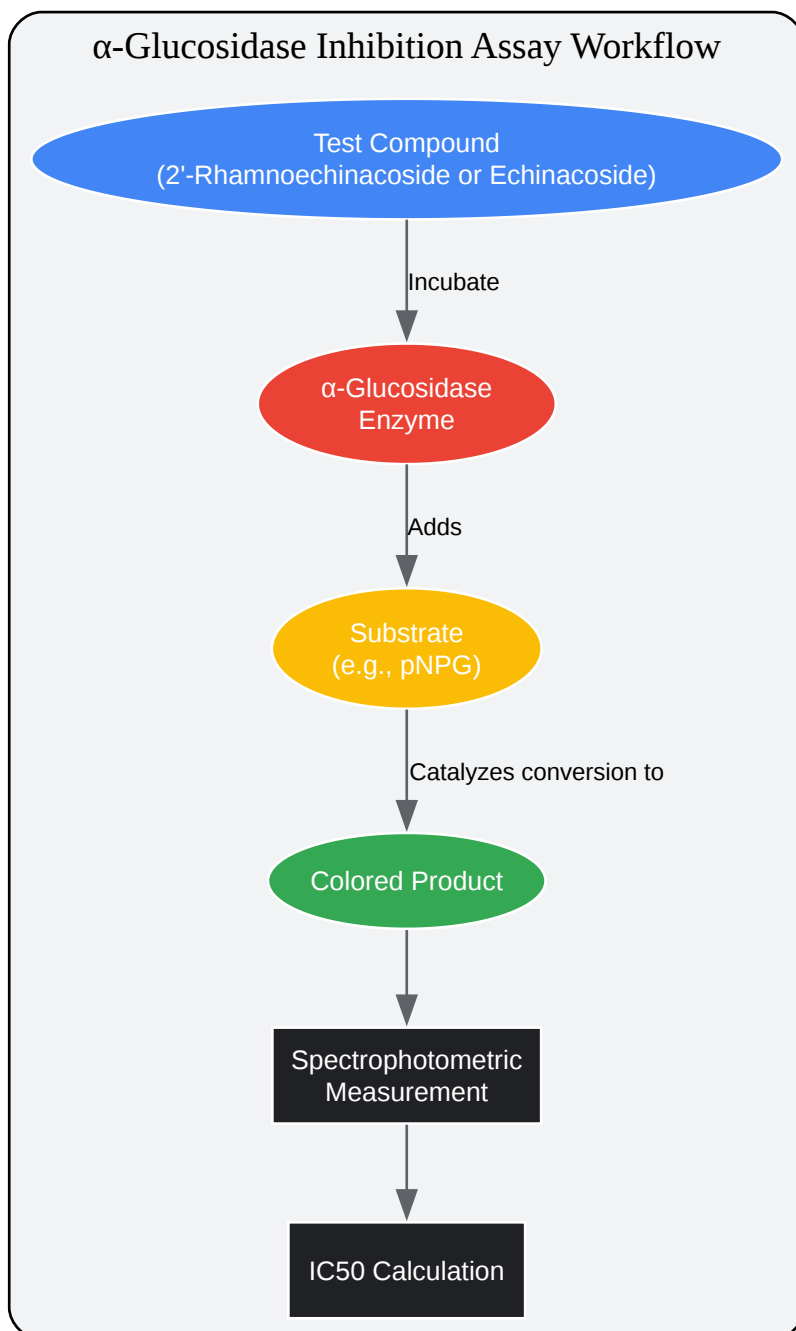 α-Glucosidase Inhibition Assay Workflow
Test Compound
(2'-Rhamnoechinacoside or Echinacoside)
Incubate
α-Glucosidase
Enzyme
Adds
Substrate
(e.g., pNPG)
Catalyzes conversion to
Colored Product
Spectrophotometric
Measurement
IC50 Calculation